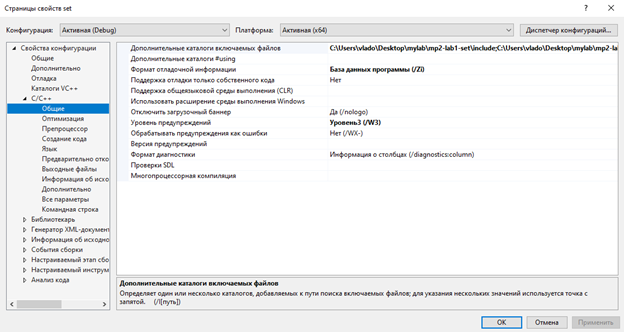 Страницы свойств set
Конфигурация: Активная (Debug) Платформа: Активная (x64) Диспетчер конфигураций...
Свойства конфигурации
Общие
Дополнительно
Отладка
Каталоги VC++
C/C++
Общие
Оптимизация
Препроцессор
Создание кода
Язык
Предварительно отко
Выходные файлы
Информация об исхо
Дополнительно
Все параметры
Командная строка
Библиотекарь
Генератор XML-докумен
Информация об исходно
События сборки
Настраиваемый этап сбо
Настраиваемый инструм
Анализ кода
Дополнительные каталоги включаемых файлов C:\Users\vlado\Desktop\mylab\mp2-lab1-set\include;C:\Users\vlado\Desktop\mylab\mp2-la
Дополнительные каталоги #using
Формат отладочной информации База данных программы (/Zi)
Поддержка отладки только собственного кода Нет
Поддержка общеязыковой среды выполнения (CLR)
Использовать расширение среды выполнения Windows
Отключить загрузочный баннер Да (/nologo)
Уровень предупреждений Уровень3 (/W3)
Обрабатывать предупреждения как ошибки Нет (/WX-)
Версия предупреждений
Формат диагностики Информация о столбцах (/diagnostics:column)
Проверки SDL
Многопроцессорная компиляция
Дополнительные каталоги включаемых файлов
Определяет один или несколько каталогов, добавляемых к пути поиска включаемых файлов; для указания нескольких значений используется точка с
запятой. (/I[путь])
ОК Отмена Применить